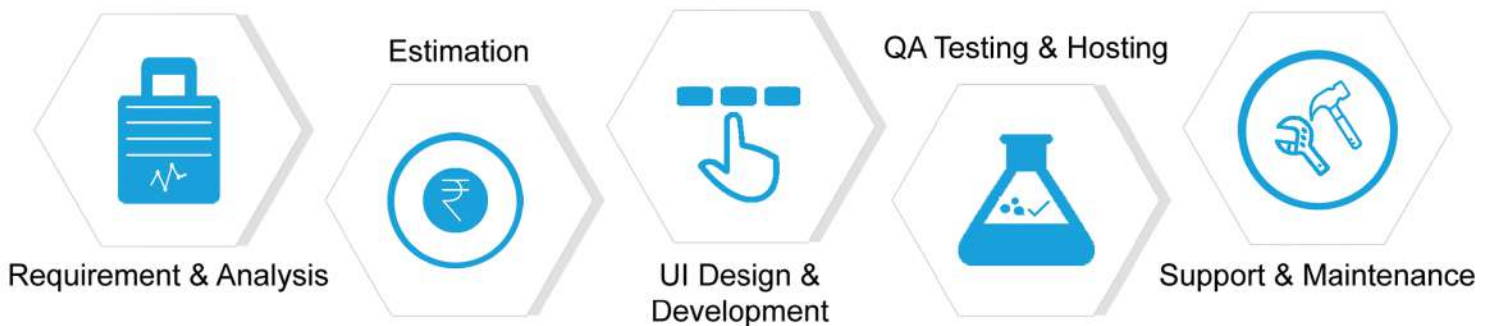 Requirement & Analysis
Estimation
₹
UI Design &
Development
QA Testing & Hosting
Support & Maintenance